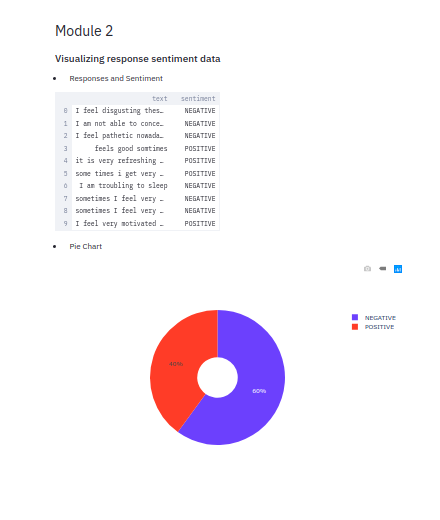 Module 2
Visualizing response sentiment data
• Responses and Sentiment
text sentiment
0 I feel disgusting thes… NEGATIVE
1 I am not able to conce… NEGATIVE
2 I feel pathetic nowada… NEGATIVE
3 feels good somtimes POSITIVE
4 it is very refreshing … POSITIVE
5 some times i get very … POSITIVE
6 I am troubling to sleep NEGATIVE
7 sometimes I feel very … NEGATIVE
8 sometimes I feel very … NEGATIVE
9 I feel very motivated … POSITIVE
• Pie Chart
NEGATIVE
POSITIVE
40%
60%